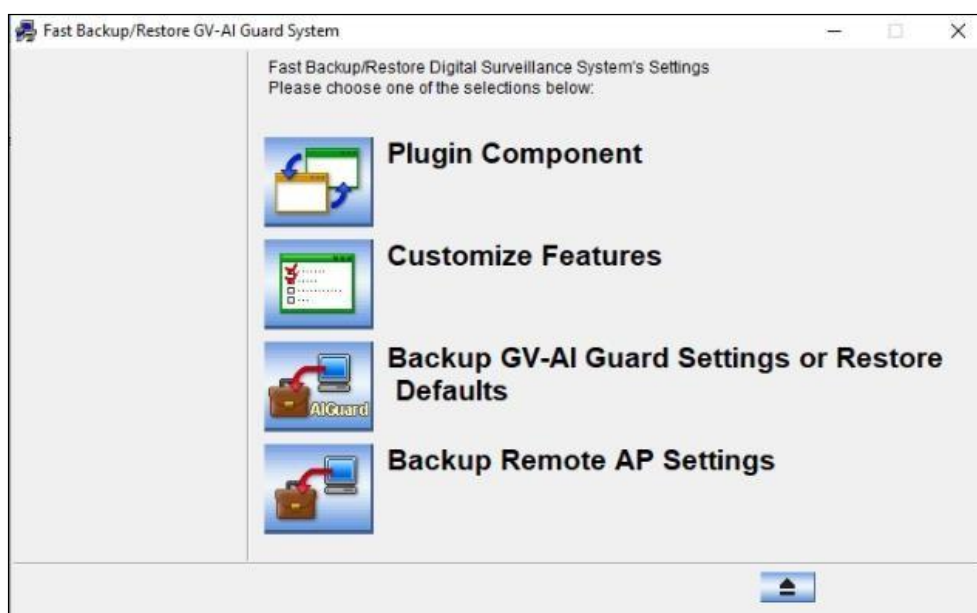 Fast Backup/Restore GV-AI Guard System
Fast Backup/Restore Digital Surveillance System's Settings
Please choose one of the selections below:
Plugin Component
Customize Features
Backup GV-AI Guard Settings or Restore
Defaults
AIGuard
Backup Remote AP Settings